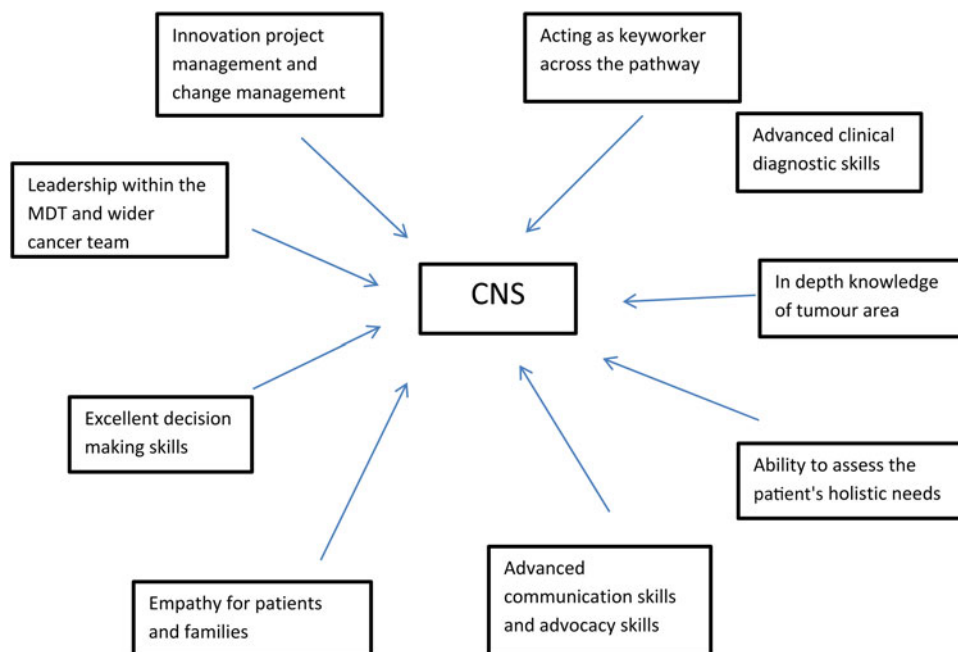 Innovation project
management and
change management
Acting as keyworker
across the pathway
Advanced clinical
diagnostic skills
Leadership within the
MDT and wider
cancer team
CNS
In depth knowledge
of tumour area
Excellent decision
making skills
Ability to assess the
patient's holistic needs
Empathy for patients
and families
Advanced
communication skills
and advocacy skills